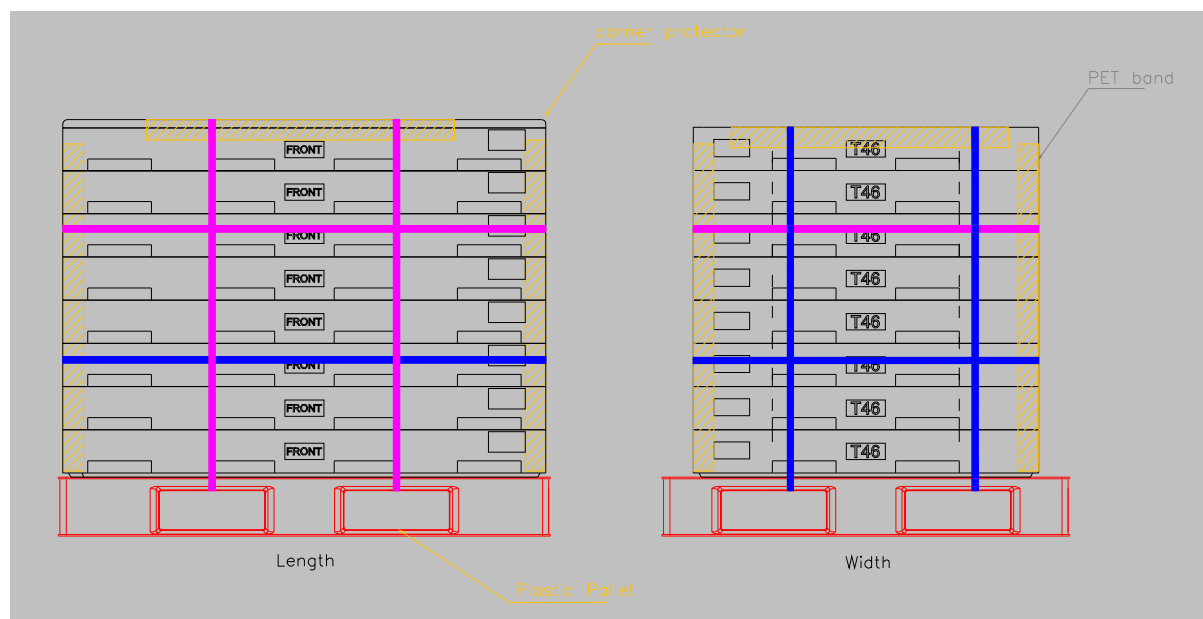 corner protector
PET band
FRONT T46
FRONT T46
FRONT T46
FRONT T46
FRONT T46
FRONT T46
FRONT T46
FRONT T46
Length Width
Plastic Pallet